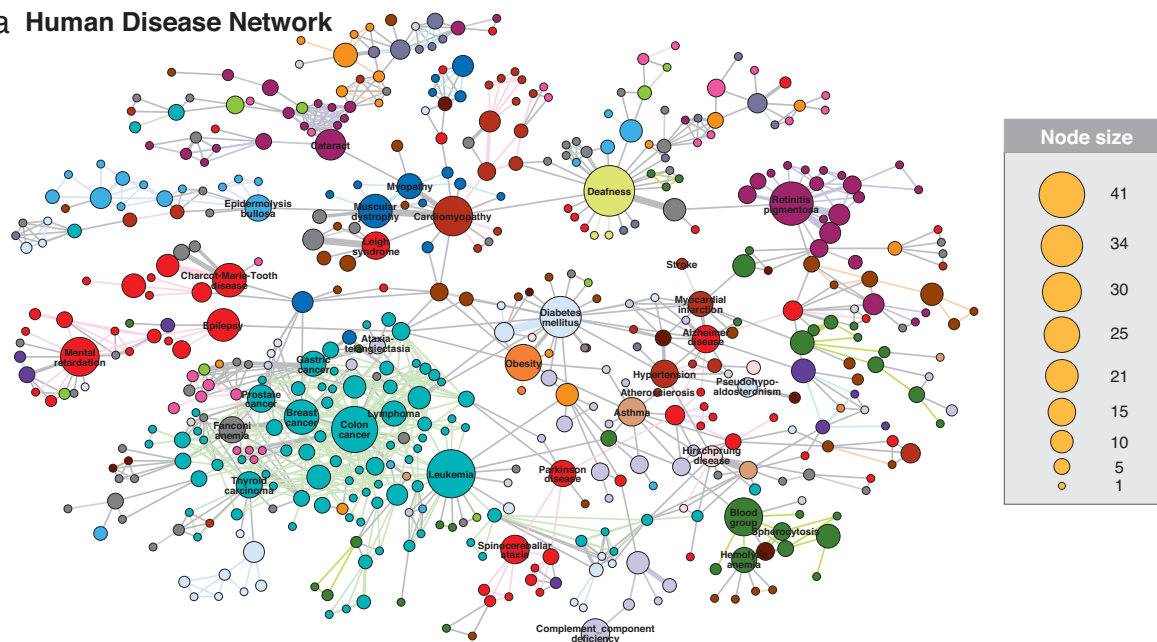 a Human Disease Network
Cataract
Deafness
Myopathy
Epidermolysis
bullosa
Muscular
dystrophy
Cardiomyopathy
Retinitis
pigmentosa
Leigh
syndrome
Charcot-Marie-Tooth
disease
Stroke
Myocardial
infarction
Epilepsy
Diabetes
mellitus
Alzheimer
disease
Mental
retardation
Ataxia-
telangiectasia
Gastric
cancer
Obesity
Hypertension
Pseudohypo-
aldosteronism
Atherosclerosis
Prostate
cancer
Breast
cancer
Lymphoma
Asthma
Fanconi
anemia
Colon
cancer
Hirschprung
disease
Leukemia
Parkinson
disease
Thyroid
carcinoma
Blood
group
Spherocytosis
Spinocereballar
ataxia
Hemolytic
anemia
Complement_component
deficiency
Node size
41
34
30
25
21
15
10
5
1